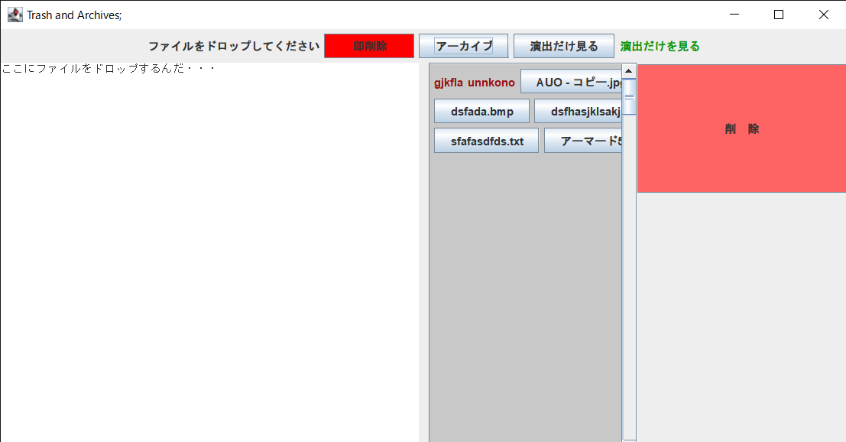 Trash and Archives;
ファイルをドロップしてください 即削除 アーカイブ 演出だけ見る 演出だけを見る
ここにファイルをドロップするんだ・・・
gjkfla unnkono AUO - コピー.jpg
dsfada.bmp dsfhasjklsakj
sfafasdfds.txt アーマード
削 除